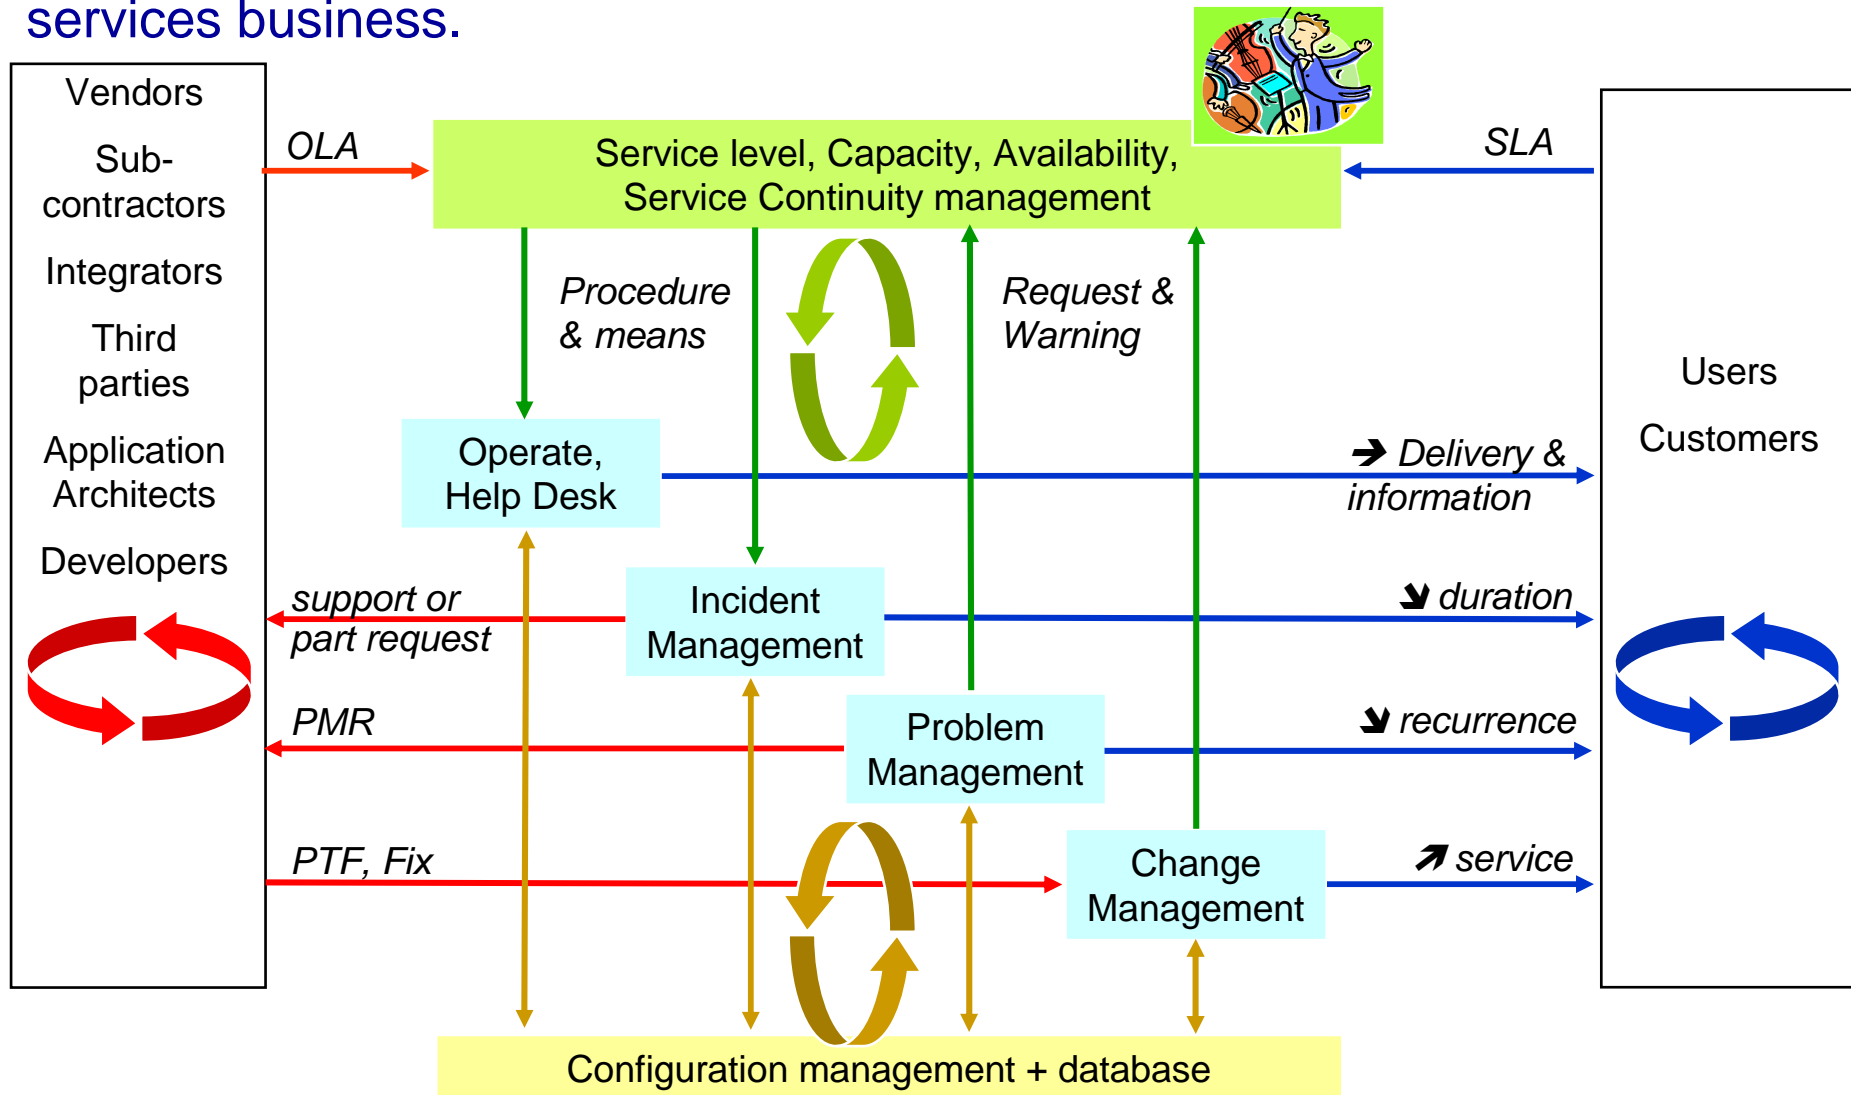 services business.
Vendors
Sub-
contractors
Integrators
Third
parties
Application
Architects
Developers
OLA
Service level, Capacity, Availability,
Service Continuity management
SLA
Procedure
& means
Request &
Warning
Users
Customers
Operate,
Help Desk
➔ Delivery &
information
support or
part request
Incident
Management
➘ duration
PMR
Problem
Management
➘ recurrence
PTF, Fix
Change
Management
➚ service
Configuration management + database